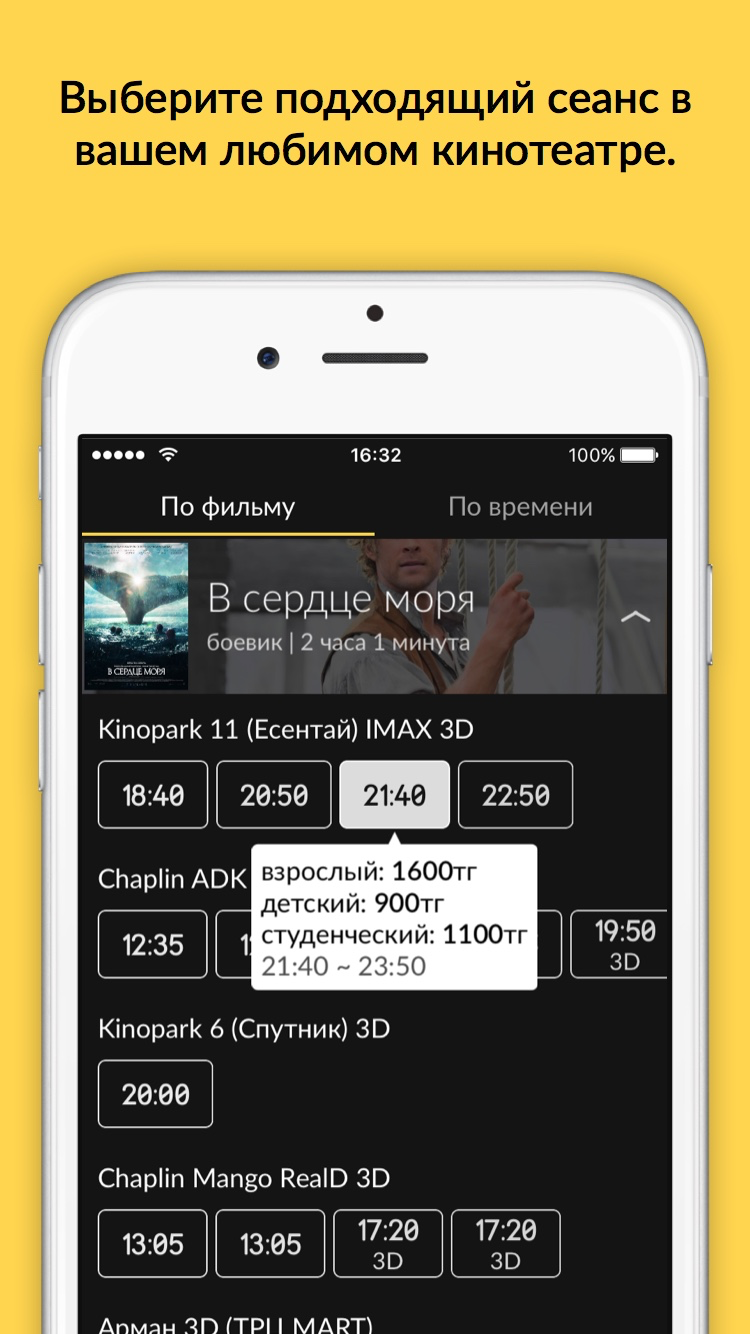 Выберите подходящий сеанс в
вашем любимом кинотеатре.
16:32
100%
По фильму
По времени
В СЕРДЦЕ МОРЯ
В сердце моря
боевик | 2 часа 1 минута
Kinopark 11 (Есентай) IMAX 3D
18:40
20:50
21:40
22:50
взрослый: 1600тг
детский: 900тг
студенческий: 1100тг
21:40 ~ 23:50
Chaplin ADK
12:35
19:50
3D
Kinopark 6 (Спутник) 3D
20:00
Chaplin Mango RealD 3D
13:05
13:05
17:20
3D
17:20
3D
Арман 3D (ТРЦ MART)